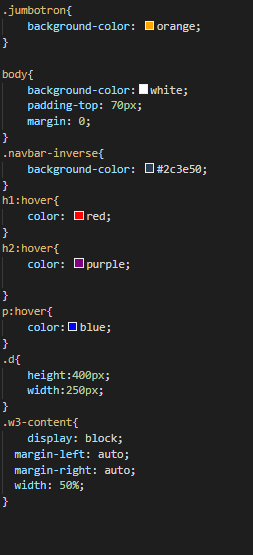 .jumbotron{
background-color: orange;
}
body{
background-color:white;
padding-top: 70px;
margin: 0;
}
.navbar-inverse{
background-color: #2c3e50;
}
h1:hover{
color: red;
}
h2:hover{
color: purple;
}
p:hover{
color:blue;
}
.d{
height:400px;
width:250px;
}
.w3-content{
display: block;
margin-left: auto;
margin-right: auto;
width: 50%;
}